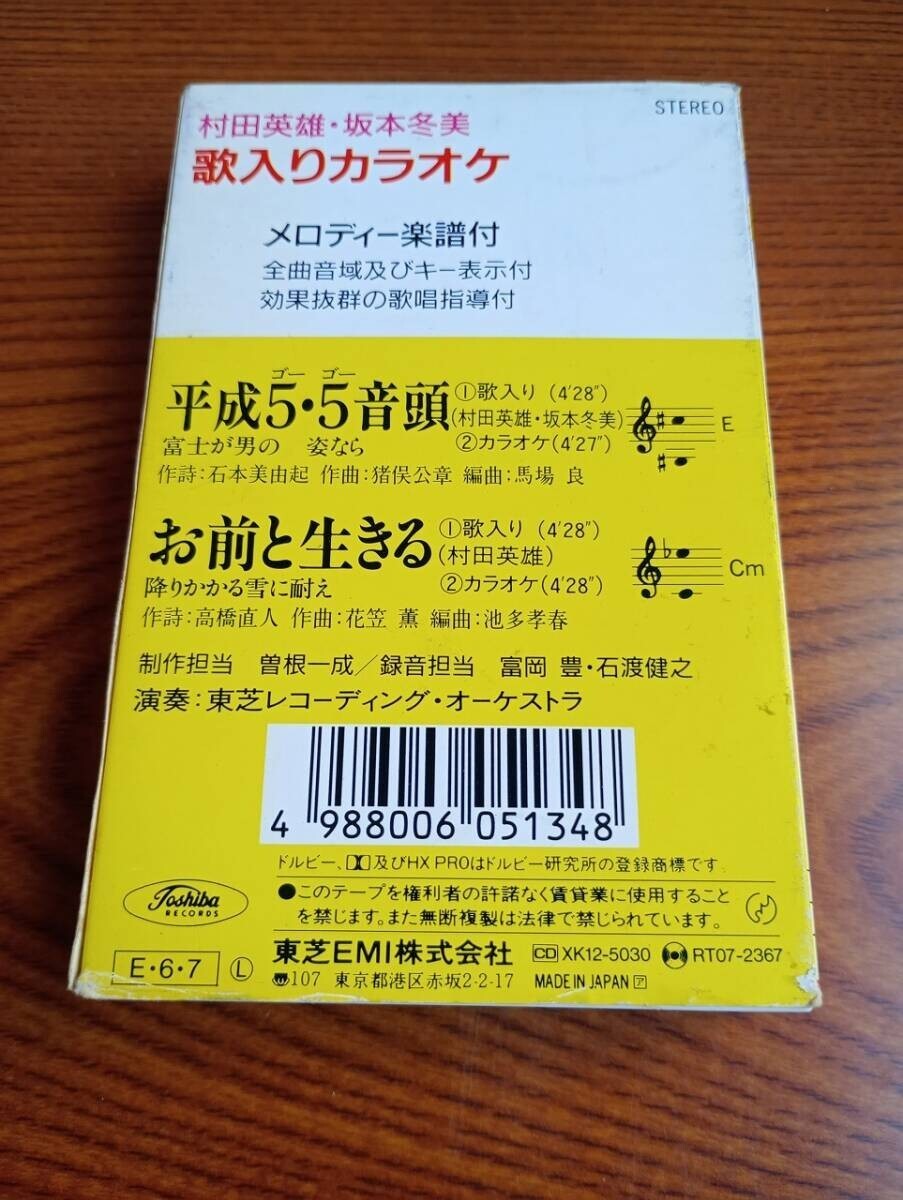 STEREO
村田英雄・坂本冬美
歌入りカラオケ
メロディー楽譜付
全曲音域及びキー表示付
効果抜群の歌唱指導付
ゴー ゴー
平成5・5音頭
①歌入り (4'28")
(村田英雄・坂本冬美)
②カラオケ(4'27")
E
富士が男の 姿なら
作詩:石本美由起 作曲:猪俣公章 編曲:馬場 良
お前と生きる
①歌入り (4'28")
(村田英雄)
②カラオケ(4'28")
Cm
降りかかる雪に耐え
作詩:高橋直人 作曲:花笠 薫 編曲:池多孝春
制作担当 曽根一成/録音担当 富岡 豊・石渡健之
演奏:東芝レコーディング・オーケストラ
4 988006 051348
ドルビー、及びHX PROはドルビー研究所の登録商標です.
●このテープを権利者の許諾なく賃貸業に使用すること
を禁じます。また無断複製は法律で禁じられています。
Toshiba
RECORDS
E・6・7 Ⓛ
東芝EMI株式会社 CD XK12-5030 RT07-2367
〠107 東京都港区赤坂2-2-17 MADE IN JAPAN ア